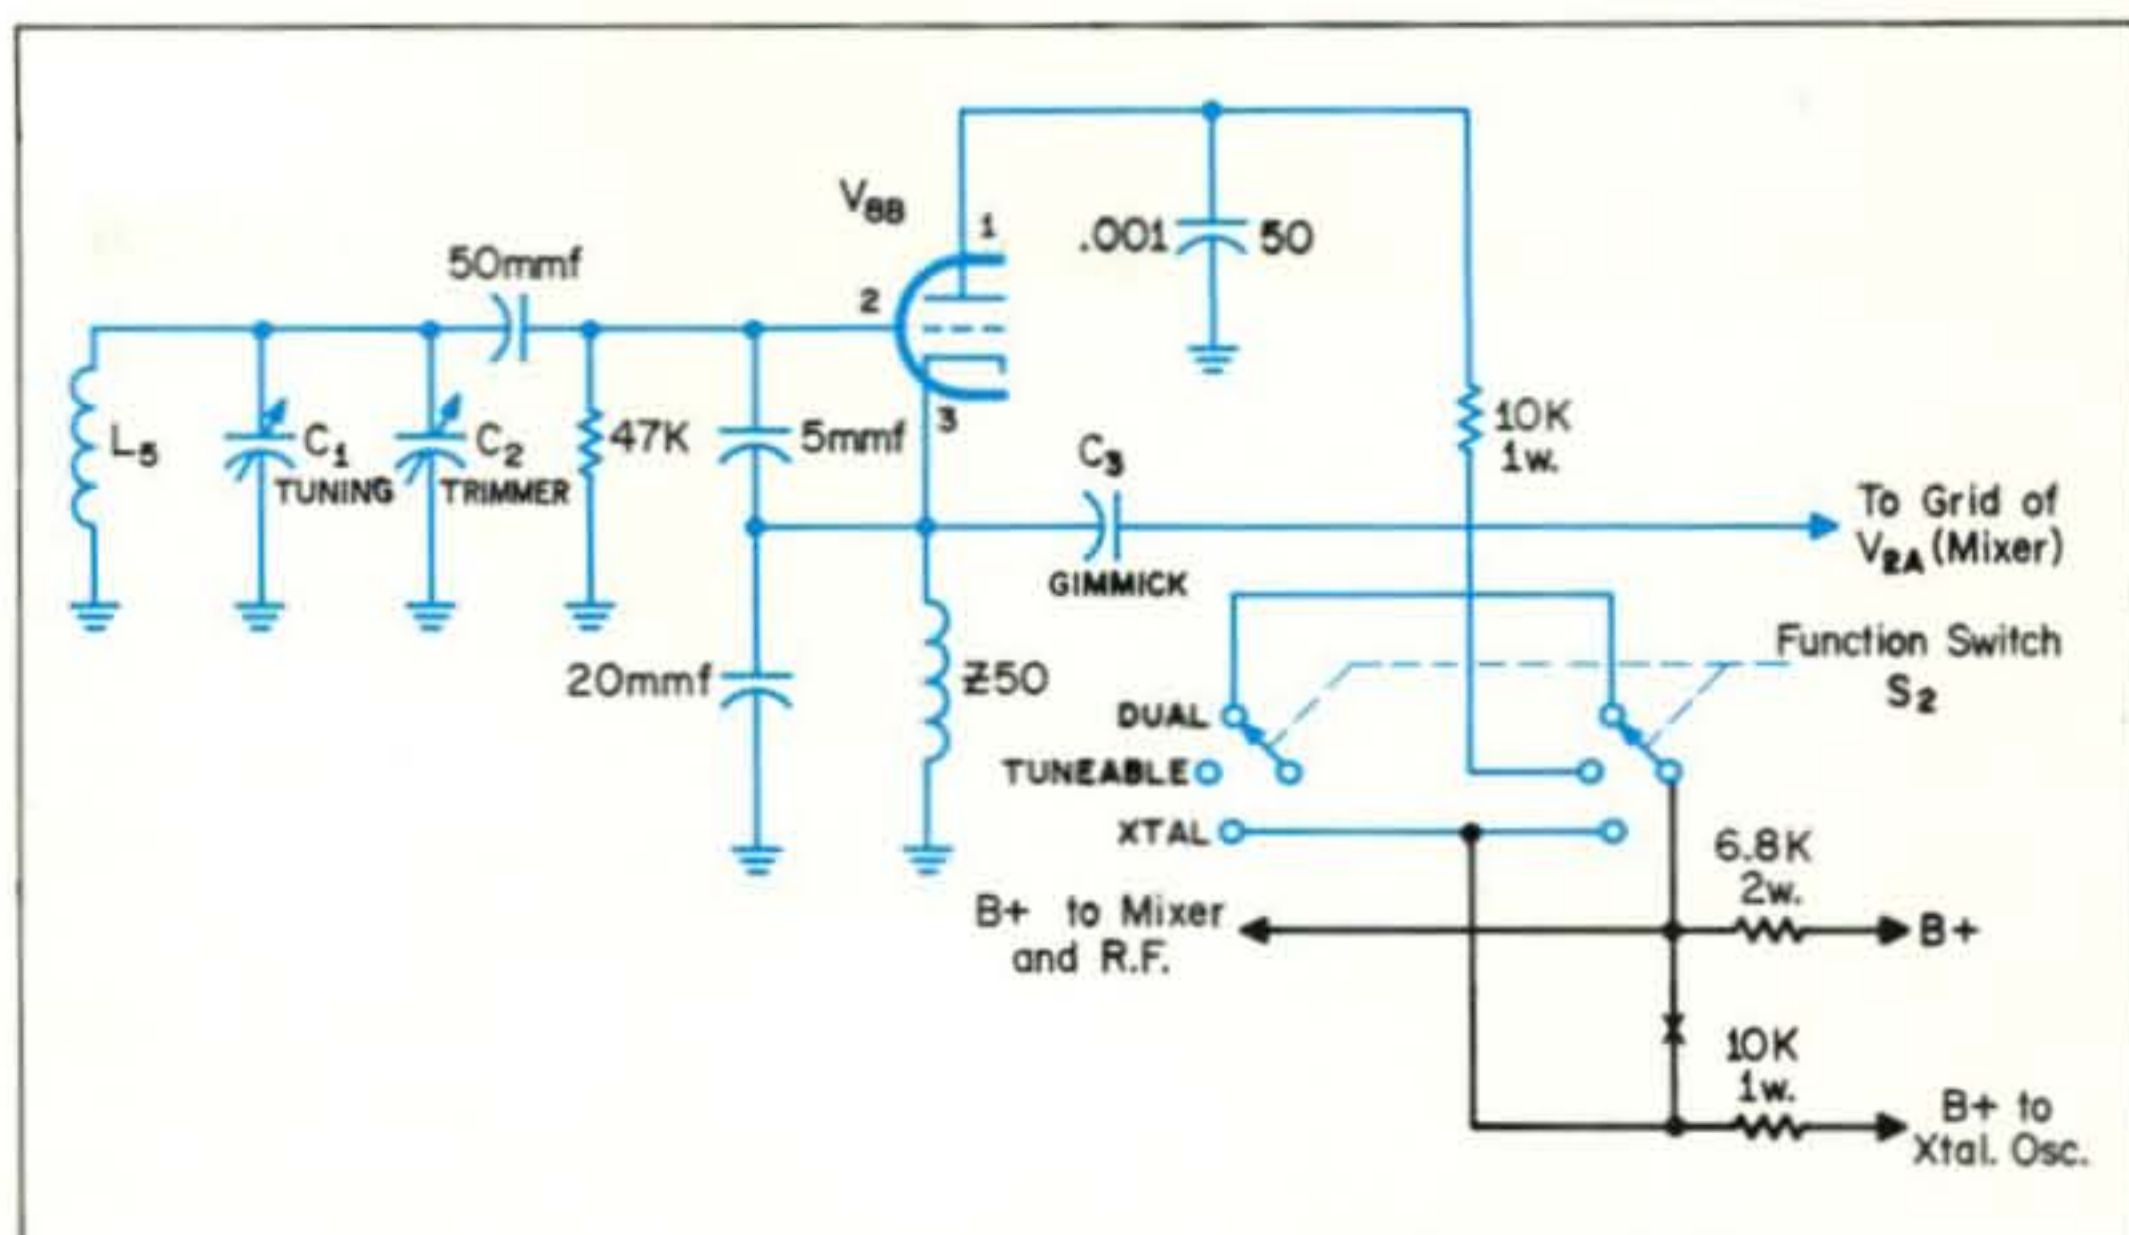 V8B
1
50mmf
2
.001
50
3
L5
C1
TUNING
C2
TRIMMER
47K
5mmf
C3
GIMMICK
10K
1w.
To Grid of
V2A (Mixer)
20mmf
Z50
Function Switch
S2
DUAL
TUNEABLE
XTAL
6.8K
2w.
B+ to Mixer
and R.F.
B+
10K
1w.
B+ to
Xtal. Osc.